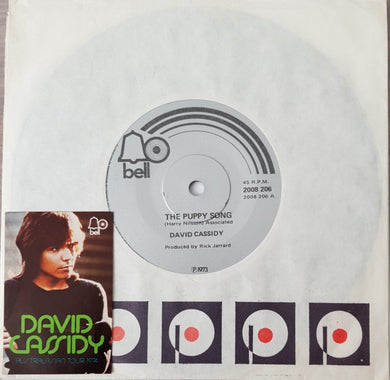 bell
45 R.P.M.
2008 206
2008 206 A
THE PUPPY SONG
(Harry Nilsson) Associated
DAVID CASSIDY
Produced by Rick Jarrard
Ⓟ 1973
bell
DAVID
CASSIDY
AUSTRALASIAN TOUR 1974